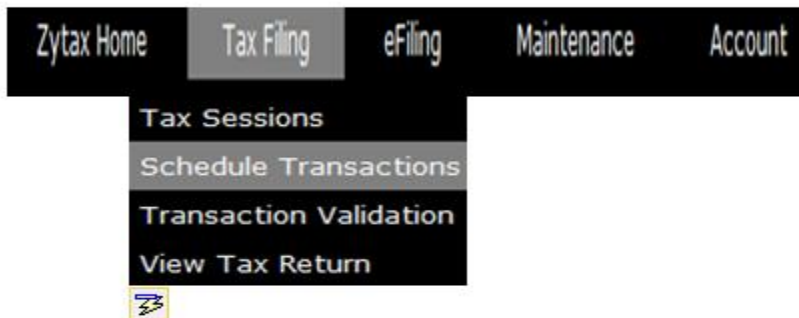 Zytax Home Tax Filing eFiling Maintenance Account
Tax Sessions
Schedule Transactions
Transaction Validation
View Tax Return